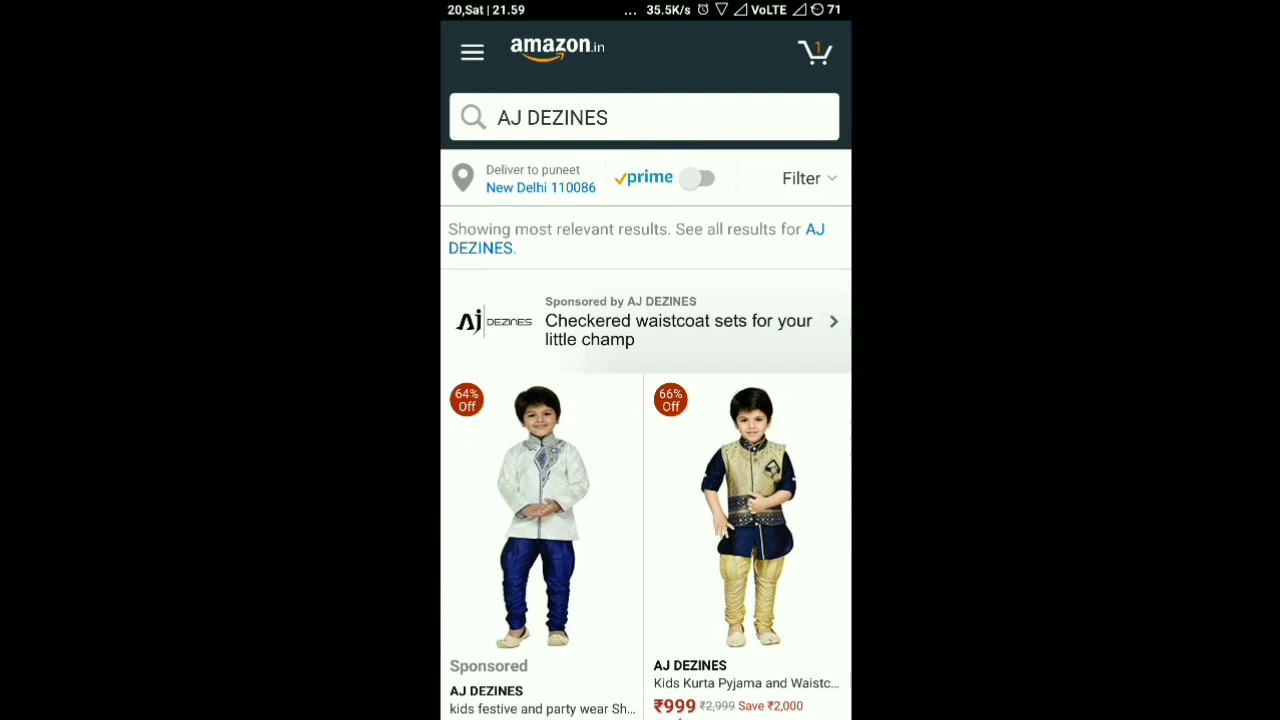 20,Sat | 21.59
... 35.5K/s VoLTE 71
amazon.in
1
AJ DEZINES
Deliver to puneet
New Delhi 110086
prime
Filter
Showing most relevant results. See all results for AJ
DEZINES.
Sponsored by AJ DEZINES
Aj DEZINES
Checkered waistcoat sets for your
little champ
64%
Off
66%
Off
Sponsored
AJ DEZINES
kids festive and party wear Sh...
AJ DEZINES
Kids Kurta Pyjama and Waistc...
₹999 ₹2,999 Save ₹2,000